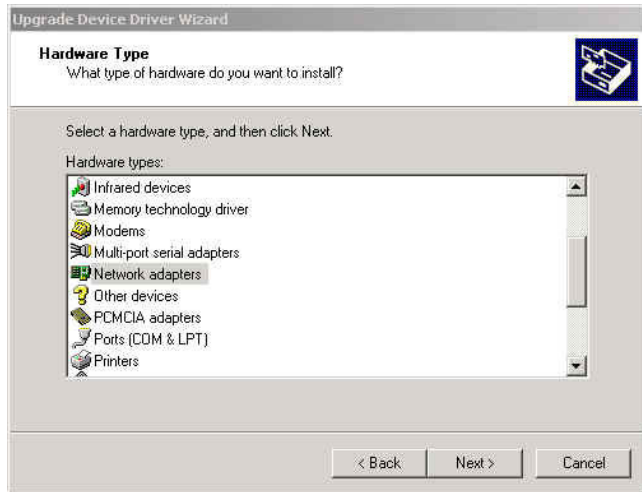 Upgrade Device Driver Wizard
Hardware Type
What type of hardware do you want to install?
Select a hardware type, and then click Next.
Hardware types:
Infrared devices
Memory technology driver
Modems
Multi-port serial adapters
Network adapters
Other devices
PCMCIA adapters
Ports (COM & LPT)
Printers
< Back Next > Cancel